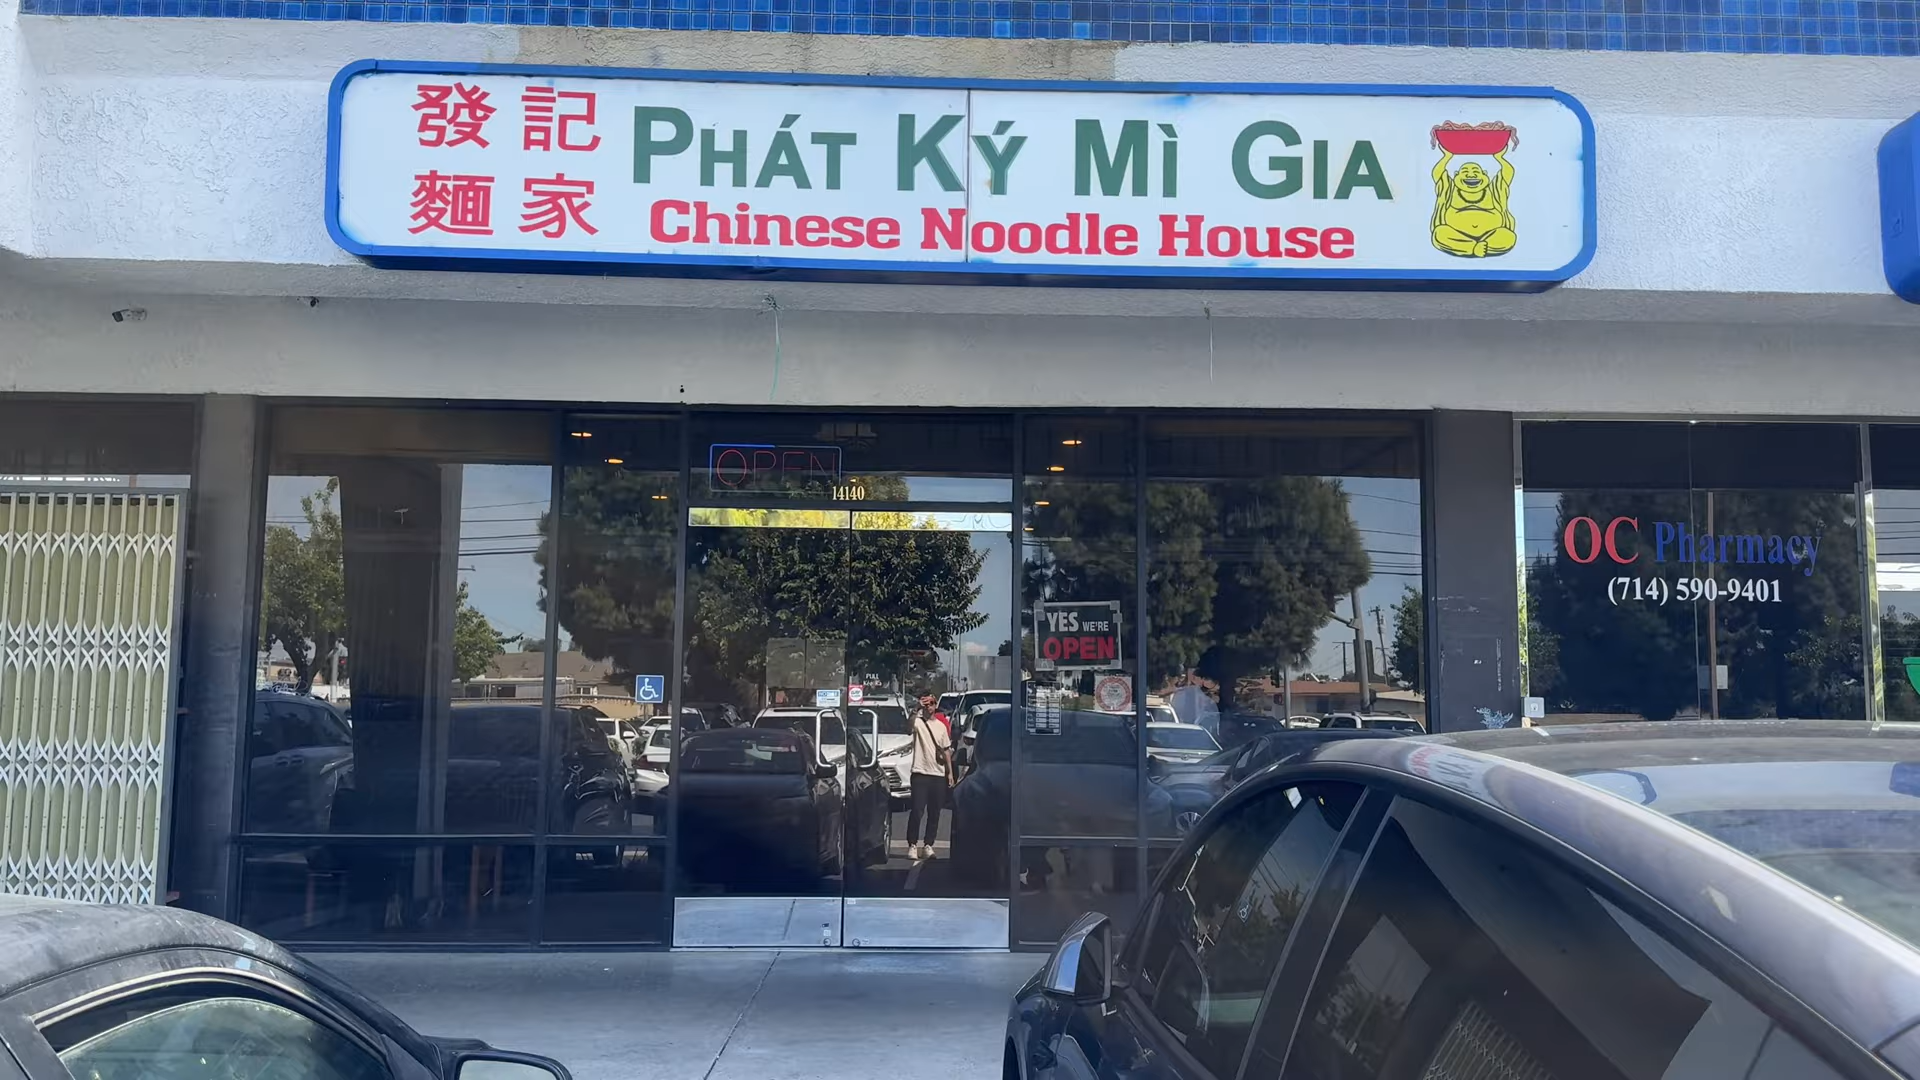 發記
麵家
PHÁT KÝ MÌ GIA
Chinese Noodle House
OPEN
14140
PULL
YES WE'RE
OPEN
OC Pharmacy
(714) 590-9401